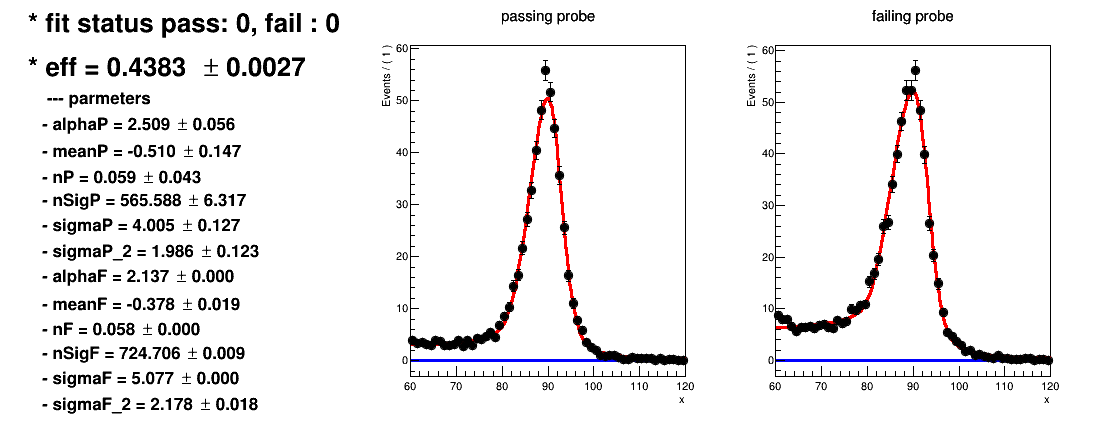 * fit status pass: 0, fail : 0
* eff = 0.4383 ± 0.0027
--- parmeters
- alphaP = 2.509 ± 0.056
- meanP = -0.510 ± 0.147
- nP = 0.059 ± 0.043
- nSigP = 565.588 ± 6.317
- sigmaP = 4.005 ± 0.127
- sigmaP_2 = 1.986 ± 0.123
- alphaF = 2.137 ± 0.000
- meanF = -0.378 ± 0.019
- nF = 0.058 ± 0.000
- nSigF = 724.706 ± 0.009
- sigmaF = 5.077 ± 0.000
- sigmaF_2 = 2.178 ± 0.018
passing probe
Events / ( 1 )
60
50
40
30
20
10
0
60 70 80 90 100 110 120
x
failing probe
Events / ( 1 )
60
50
40
30
20
10
0
60 70 80 90 100 110 120
x